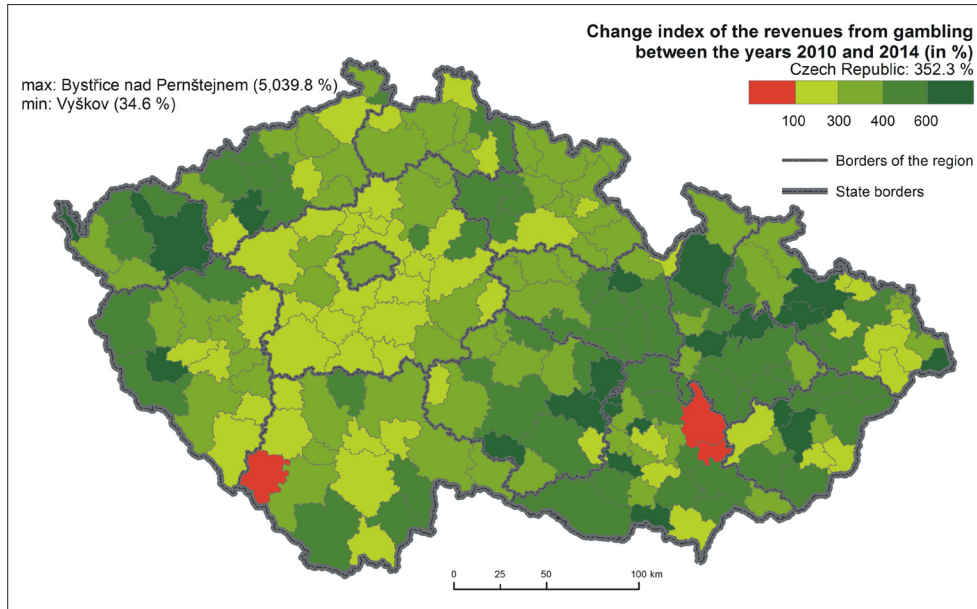 Change index of the revenues from gambling
between the years 2010 and 2014 (in %)
Czech Republic: 352.3 %
max: Bystřice nad Pernštejnem (5,039.8 %)
min: Vyškov (34.6 %)
100 300 400 600
Borders of the region
State borders
0 25 50 100 km